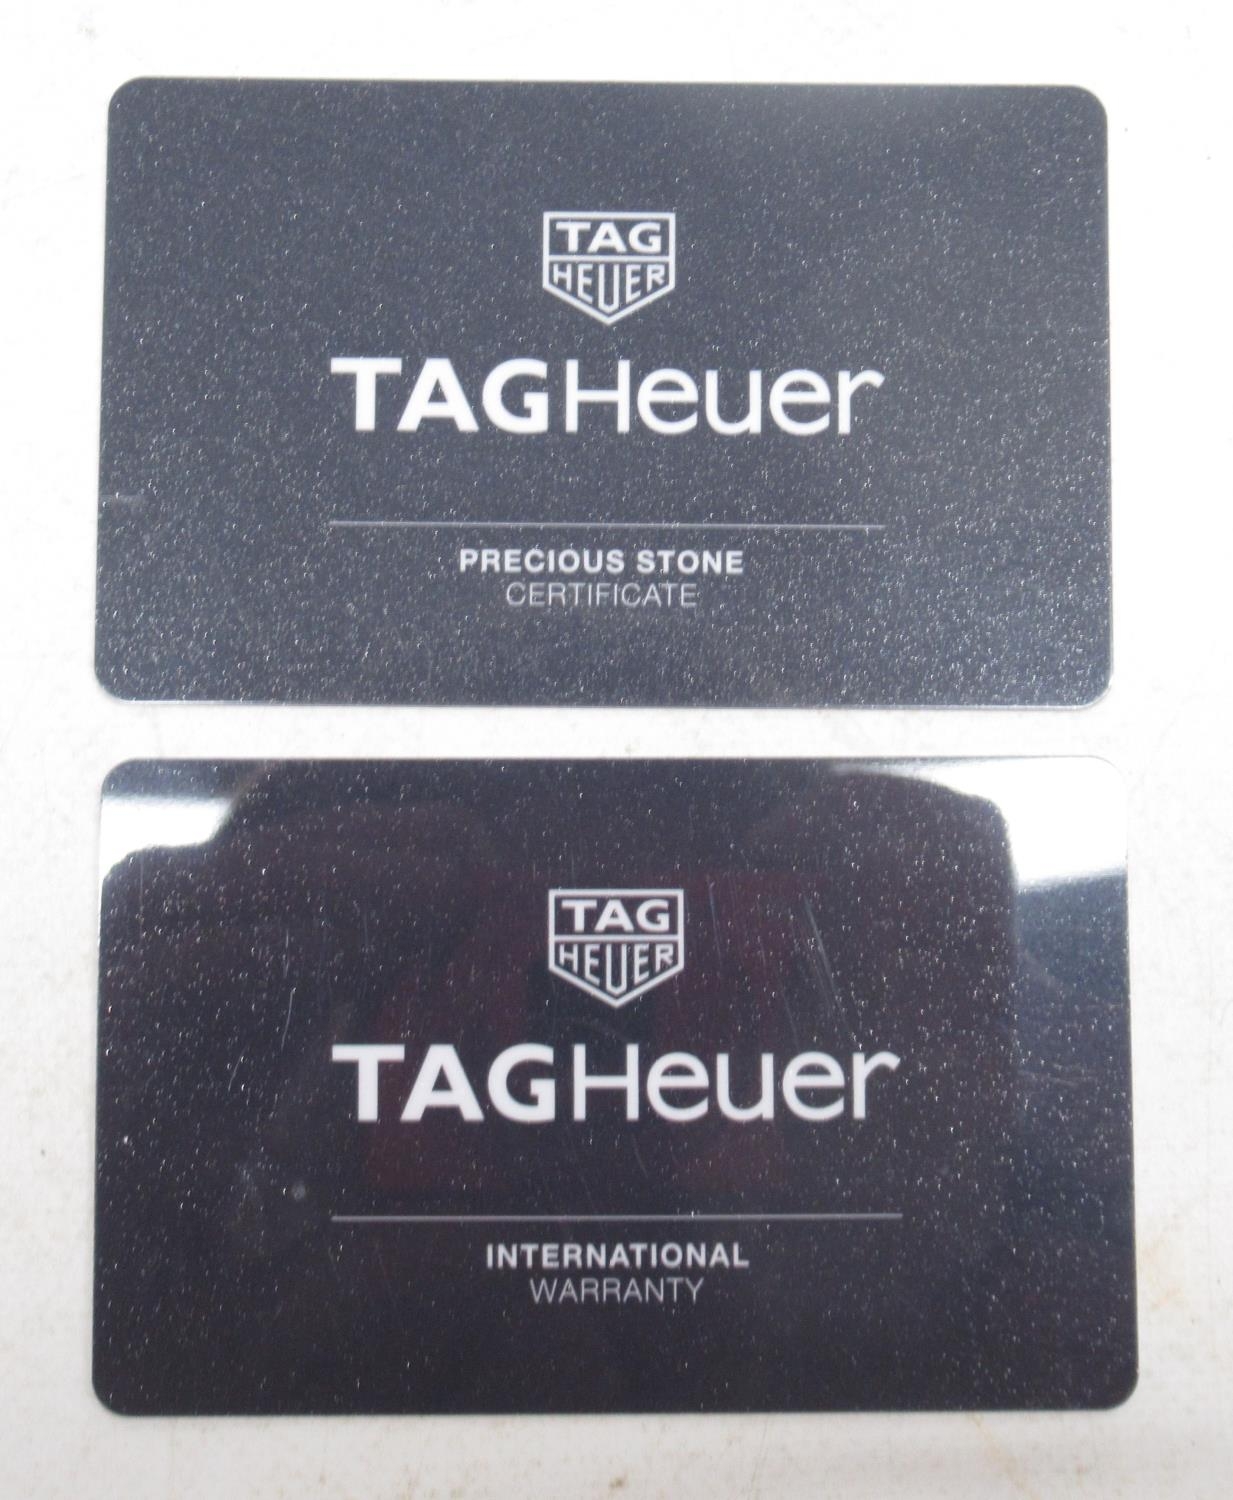 TAG
HEUER
TAGHeuer
PRECIOUS STONE
CERTIFICATE
TAG
HEUER
TAGHeuer
INTERNATIONAL
WARRANTY